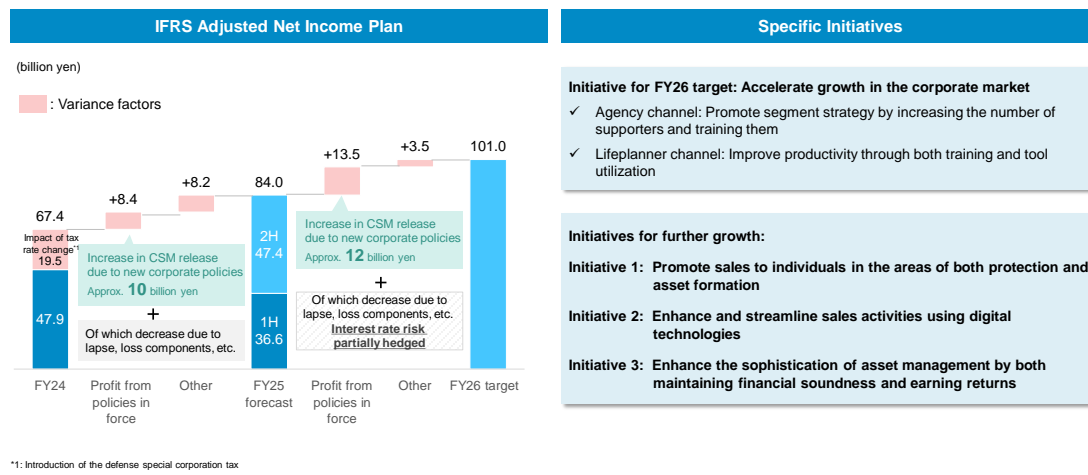 IFRS Adjusted Net Income Plan
(billion yen)
: Variance factors
67.4
+8.4
+8.2
84.0
+13.5
+3.5
101.0
Impact of tax
rate change*1
19.5
47.9
Increase in CSM release
due to new corporate policies
Approx. 10 billion yen
+
Of which decrease due to
lapse, loss components, etc.
2H
47.4
1H
36.6
Increase in CSM release
due to new corporate policies
Approx. 12 billion yen
+
Of which decrease due to
lapse, loss components, etc.
Interest rate risk
partially hedged
FY24
Profit from
policies in
force
Other
FY25
forecast
Profit from
policies in
force
Other
FY26 target
*1: Introduction of the defense special corporation tax
Specific Initiatives
Initiative for FY26 target: Accelerate growth in the corporate market
✓ Agency channel: Promote segment strategy by increasing the number of
supporters and training them
✓ Lifeplanner channel: Improve productivity through both training and tool
utilization
Initiatives for further growth:
Initiative 1: Promote sales to individuals in the areas of both protection and
asset formation
Initiative 2: Enhance and streamline sales activities using digital
technologies
Initiative 3: Enhance the sophistication of asset management by both
maintaining financial soundness and earning returns